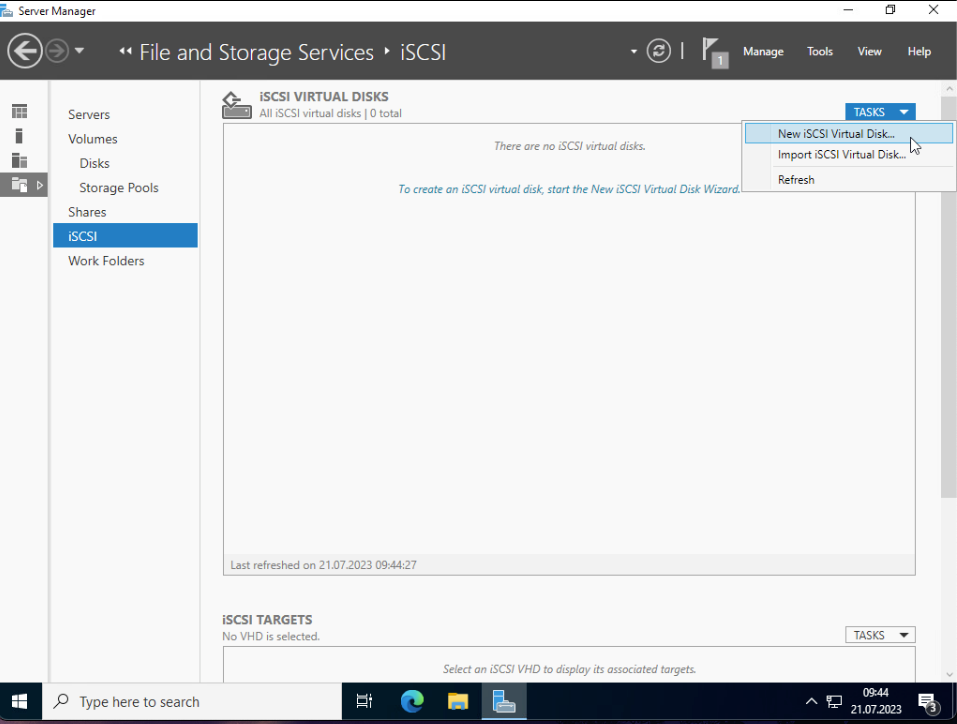 Server Manager
File and Storage Services iSCSI
1
Manage Tools View Help
Servers
Volumes
Disks
Storage Pools
Shares
iSCSI
Work Folders
iSCSI VIRTUAL DISKS
All iSCSI virtual disks | 0 total
TASKS
New iSCSI Virtual Disk...
Import iSCSI Virtual Disk...
Refresh
There are no iSCSI virtual disks.
To create an iSCSI virtual disk, start the New iSCSI Virtual Disk Wizard.
Last refreshed on 21.07.2023 09:44:27
iSCSI TARGETS
No VHD is selected.
TASKS
Select an iSCSI VHD to display its associated targets.
Type here to search
09:44
21.07.2023
3